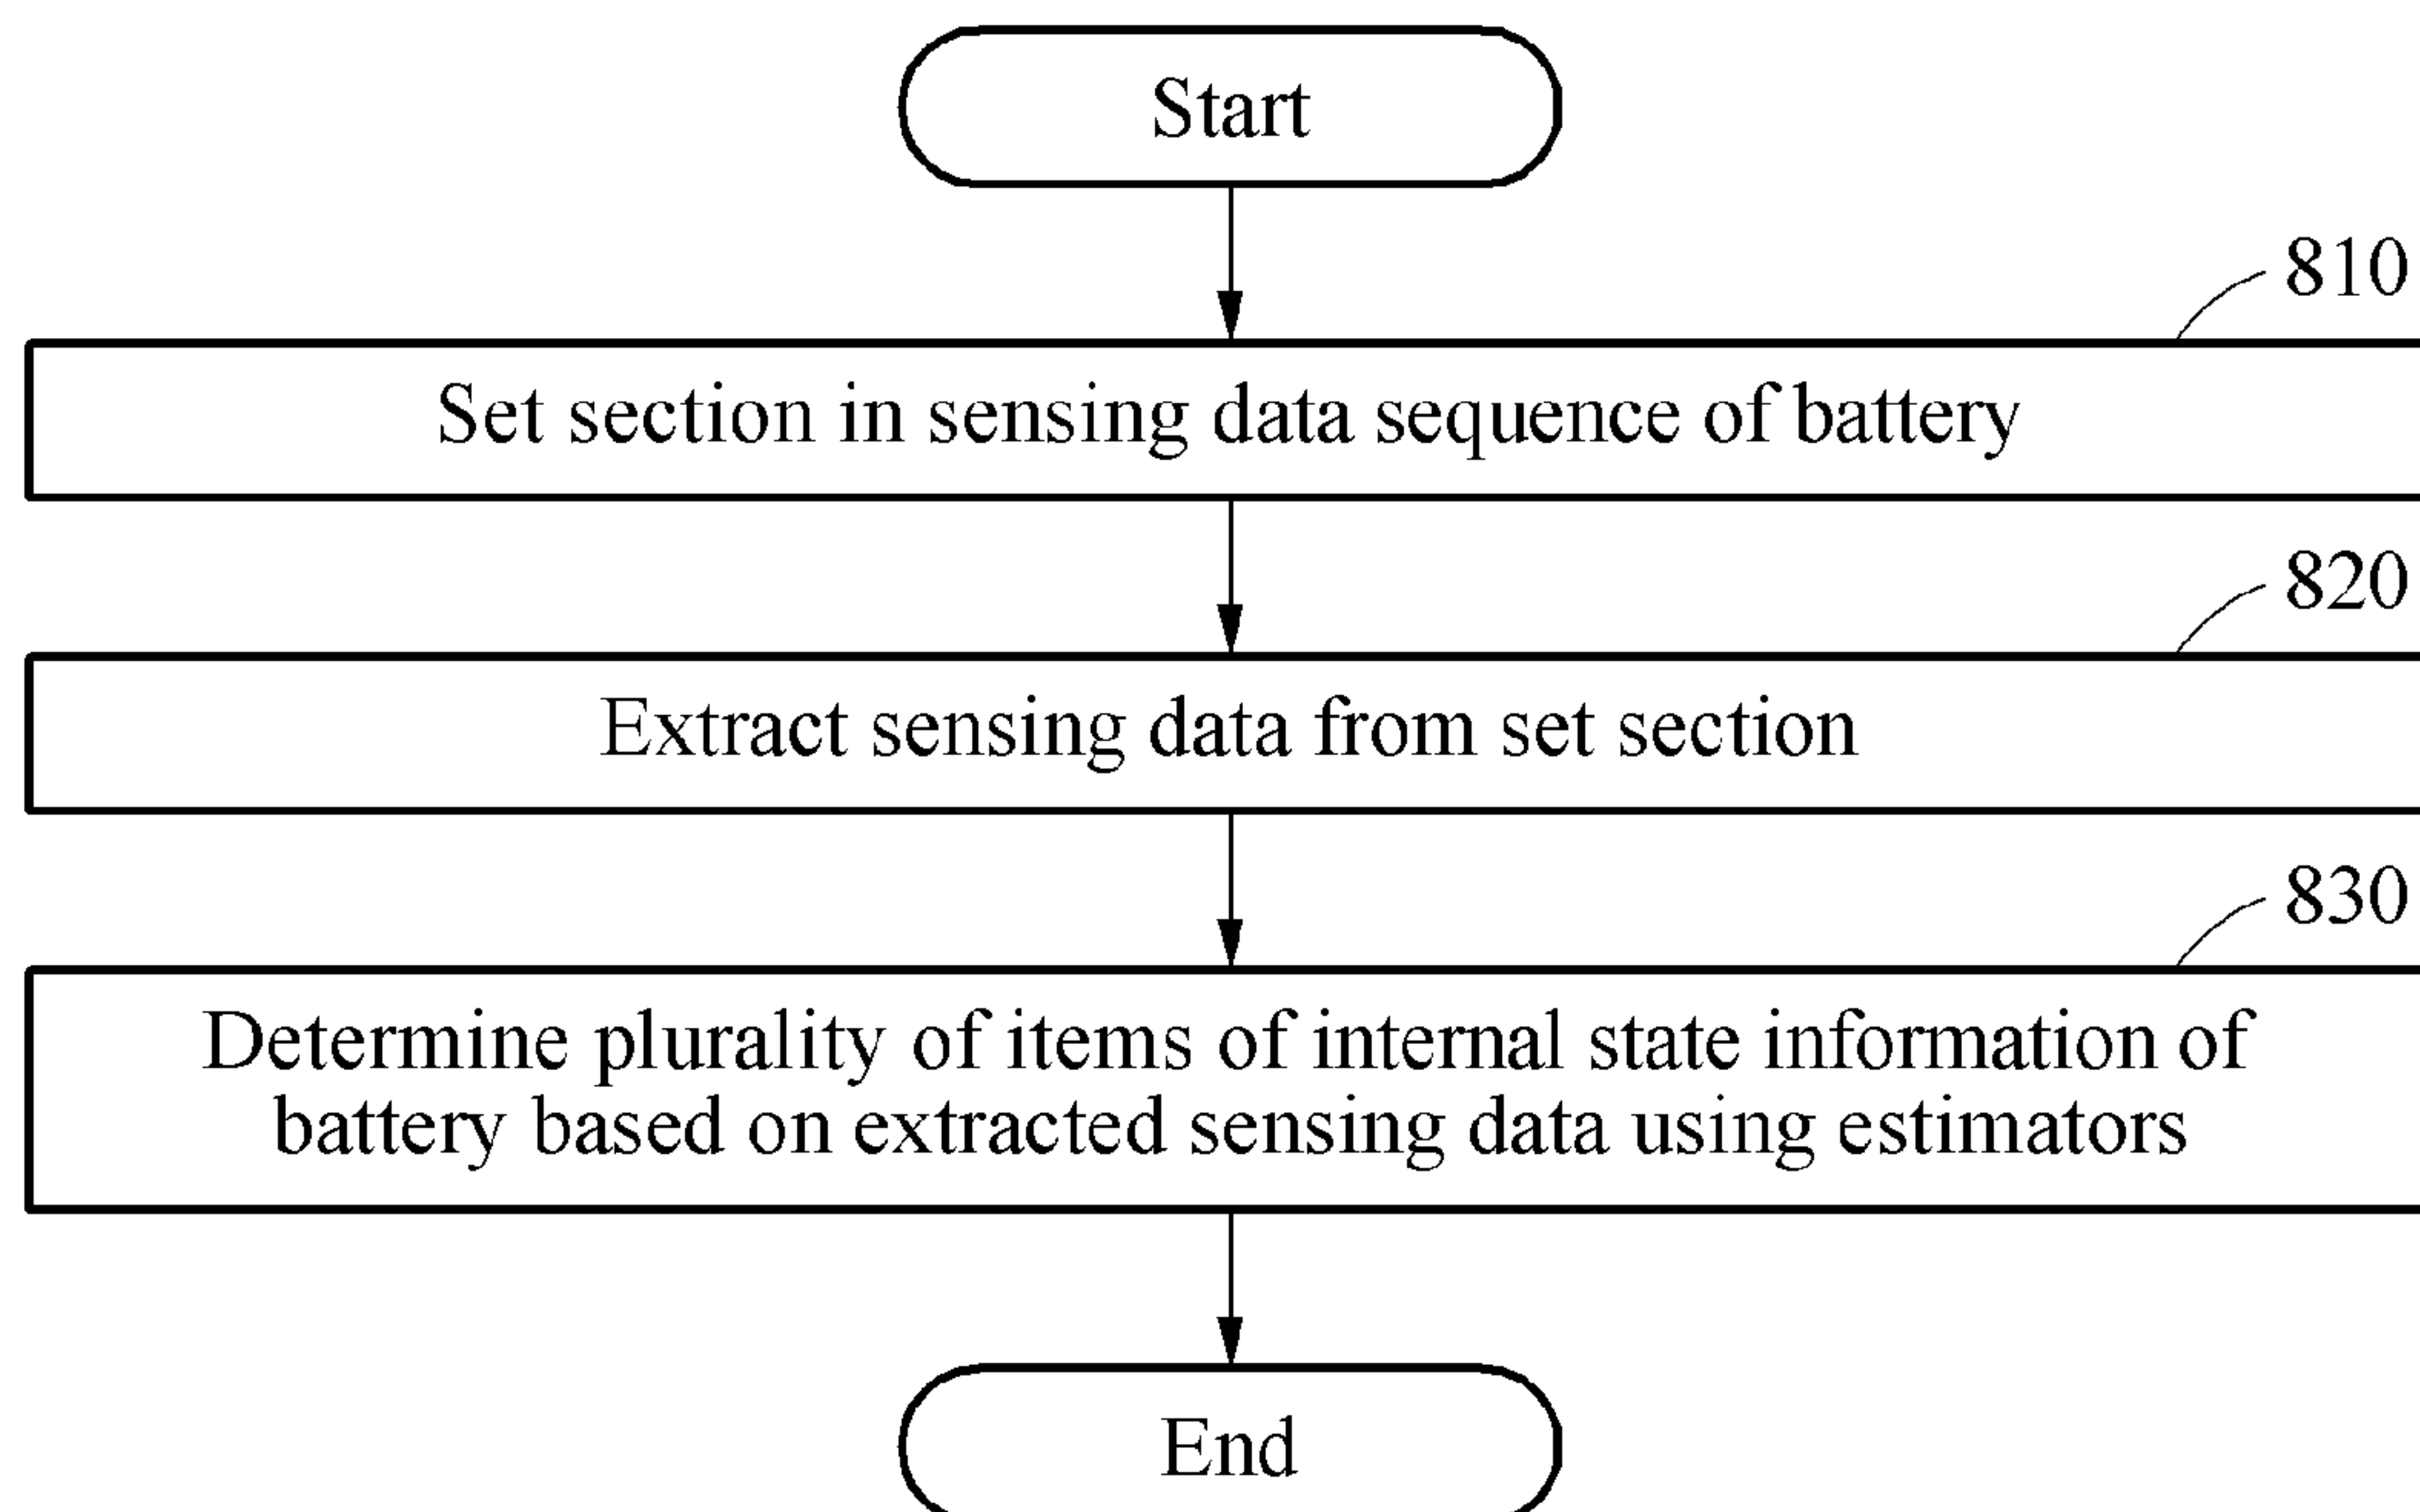 Start
810
Set section in sensing data sequence of battery
820
Extract sensing data from set section
830
Determine plurality of items of internal state information of
battery based on extracted sensing data using estimators
End